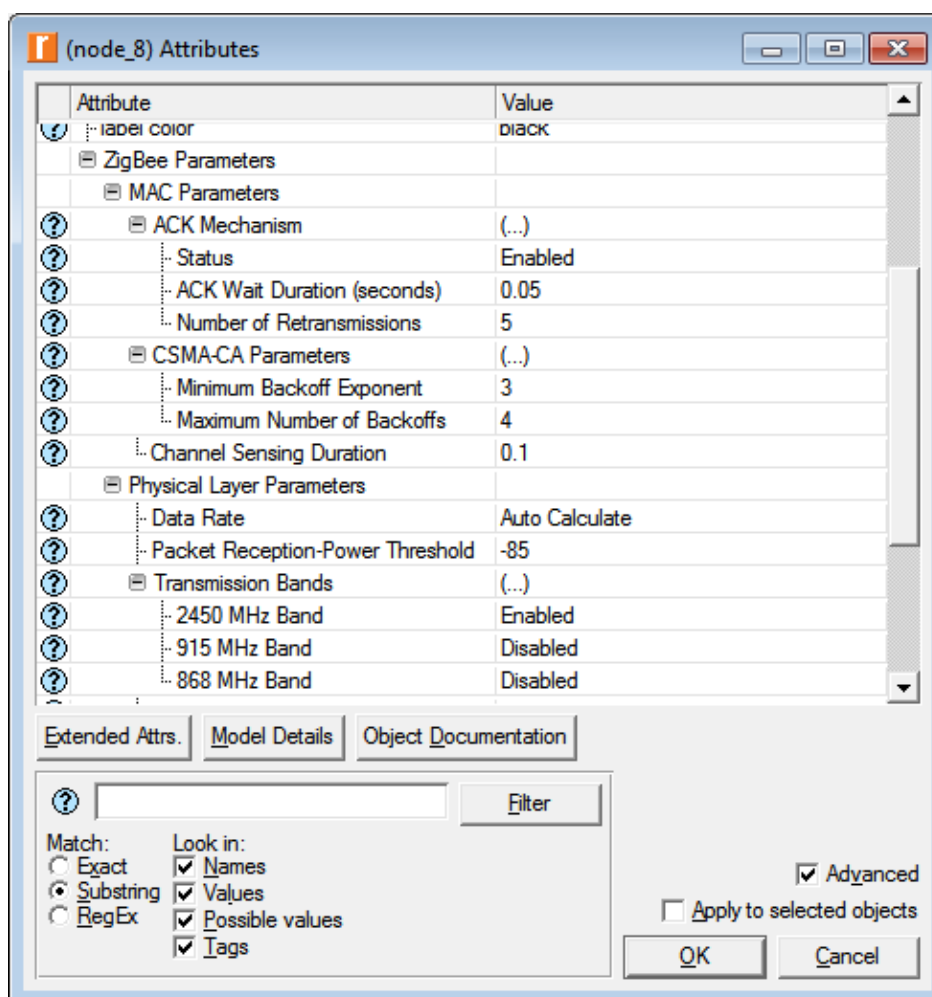 (node_8) Attributes
Attribute Value
label color black
ZigBee Parameters
MAC Parameters
ACK Mechanism (...)
Status Enabled
ACK Wait Duration (seconds) 0.05
Number of Retransmissions 5
CSMA-CA Parameters (...)
Minimum Backoff Exponent 3
Maximum Number of Backoffs 4
Channel Sensing Duration 0.1
Physical Layer Parameters
Data Rate Auto Calculate
Packet Reception-Power Threshold -85
Transmission Bands (...)
2450 MHz Band Enabled
915 MHz Band Disabled
868 MHz Band Disabled
Extended Attrs. Model Details Object Documentation
Filter
Match: Look in:
Exact Names
Substring Values
RegEx Possible values
Tags
Advanced
Apply to selected objects
OK Cancel